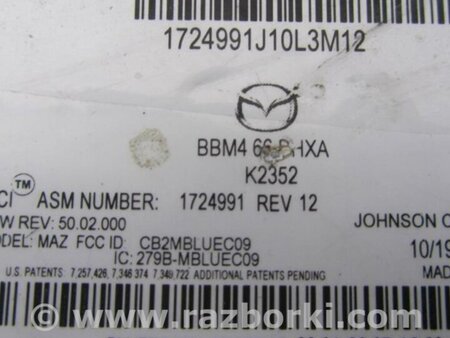 1724991J10L3M12
BBM4 66 HXA
K2352
CI™ ASM NUMBER: 1724991 REV 12
W REV: 50.02.000
JOHNSON C
ODEL: MAZ FCC ID: CB2MBLUEC09
10/19
IC: 279B-MBLUEC09
MAD
U.S. PATENTS 7,257,426, 7,346,374 7,349,722 ADDITIONAL PATENTS PENDING
© www.razborki.com